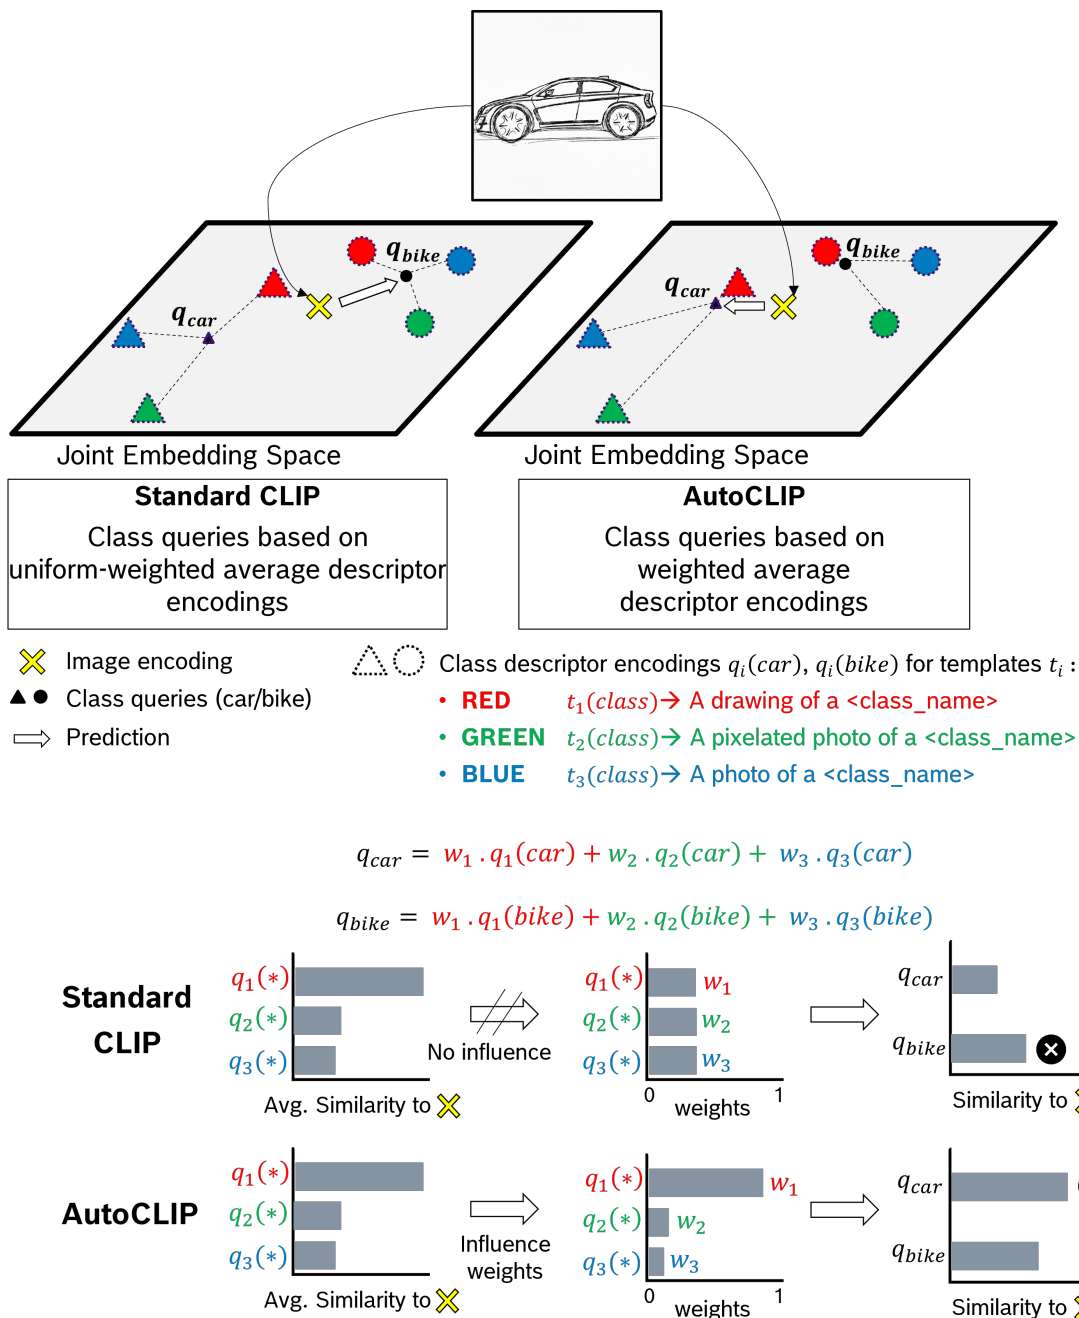 q_bike
q_car
q_bike
q_car
Joint Embedding Space
Joint Embedding Space
Standard CLIP
Class queries based on
uniform-weighted average descriptor
encodings
AutoCLIP
Class queries based on
weighted average
descriptor encodings
Image encoding
Class queries (car/bike)
Prediction
Class descriptor encodings q_i(car), q_i(bike) for templates t_i :
• RED t_1(class)→ A drawing of a <class_name>
• GREEN t_2(class)→ A pixelated photo of a <class_name>
• BLUE t_3(class)→ A photo of a <class_name>
q_car = w_1 . q_1(car) + w_2 . q_2(car) + w_3 . q_3(car)
q_bike = w_1 . q_1(bike) + w_2 . q_2(bike) + w_3 . q_3(bike)
Standard
CLIP
q_1(*)
q_2(*)
q_3(*)
Avg. Similarity to
No influence
q_1(*) w_1
q_2(*) w_2
q_3(*) w_3
0 weights 1
q_car
q_bike
Similarity to
AutoCLIP
q_1(*)
q_2(*)
q_3(*)
Avg. Similarity to
Influence
weights
q_1(*) w_1
q_2(*) w_2
q_3(*) w_3
0 weights 1
q_car
q_bike
Similarity to